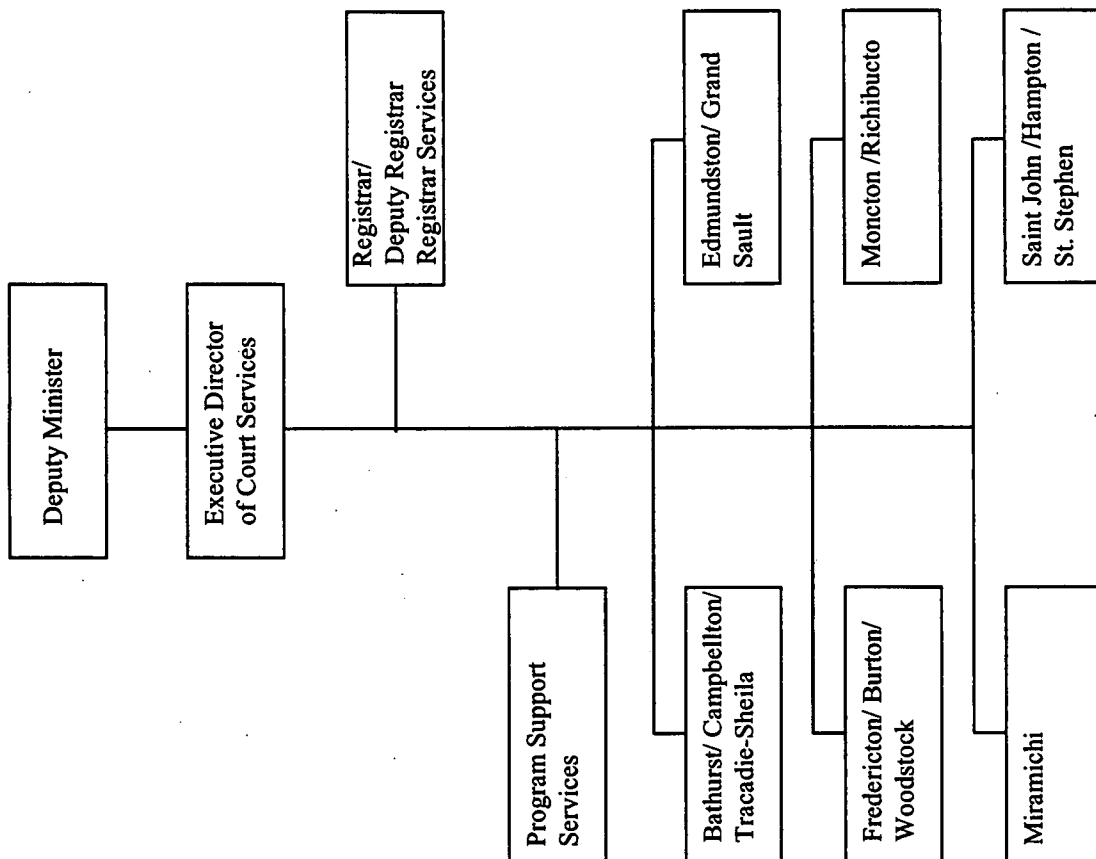 Deputy Minister
Executive Director
of Court Services
Registrar/
Deputy Registrar
Registrar Services
Program Support
Services
Bathurst/ Campbellton/
Tracadie-Sheila
Edmundston/ Grand
Sault
Fredericton/ Burton/
Woodstock
Moncton /Richibucto
Miramichi
Saint John /Hampton /
St. Stephen